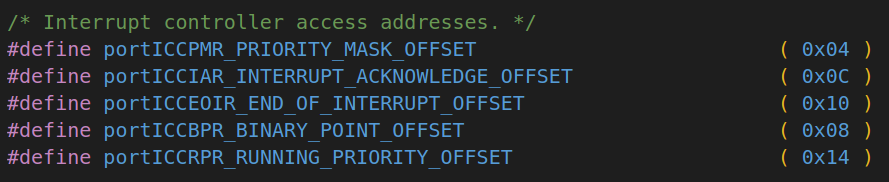 /* Interrupt controller access addresses. */
#define portICCPMR_PRIORITY_MASK_OFFSET ( 0x04 )
#define portICCIAR_INTERRUPT_ACKNOWLEDGE_OFFSET ( 0x0C )
#define portICCEOIR_END_OF_INTERRUPT_OFFSET ( 0x10 )
#define portICCBPR_BINARY_POINT_OFFSET ( 0x08 )
#define portICCRPR_RUNNING_PRIORITY_OFFSET ( 0x14 )